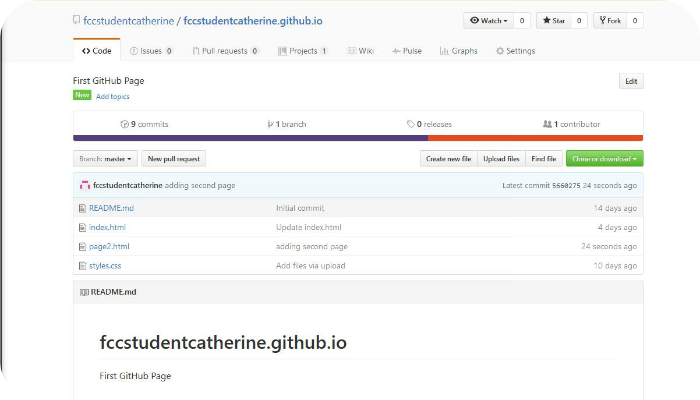 fccstudentcatherine / fccstudentcatherine.github.io
Watch 0 Star 0 Fork 0
Code Issues 0 Pull requests 0 Projects 1 Wiki Pulse Graphs Settings
First GitHub Page Edit
New Add topics
9 commits 1 branch 0 releases 1 contributor
Branch: master New pull request Create new file Upload files Find file Clone or download
fccstudentcatherine adding second page Latest commit 5660275 24 seconds ago
README.md Initial commit 14 days ago
index.html Update index.html 4 days ago
page2.html adding second page 24 seconds ago
styles.css Add files via upload 10 days ago
README.md
fccstudentcatherine.github.io
First GitHub Page